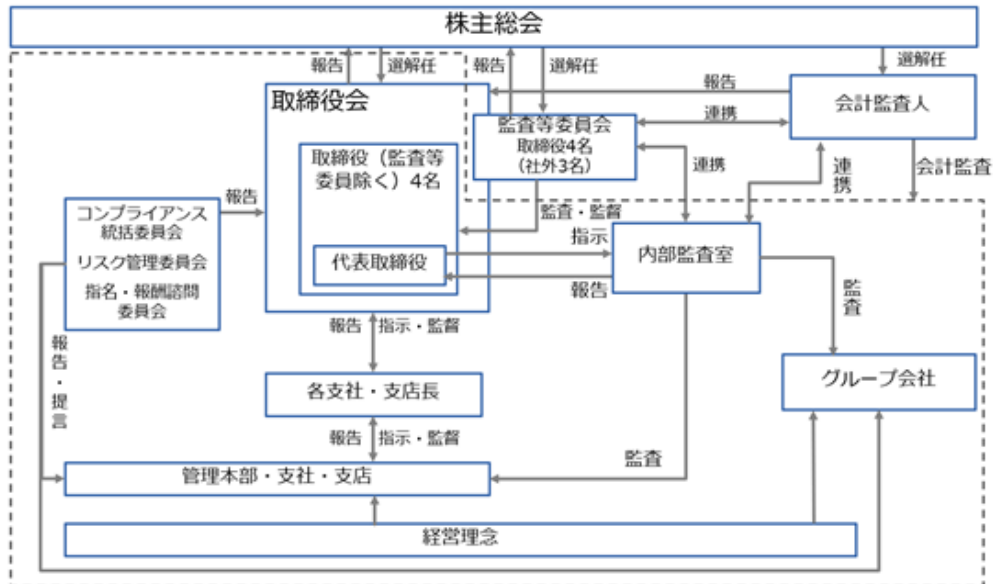 株主総会
報告
選解任
報告
選解任
選解任
取締役会
報告
会計監査人
監査等委員会
取締役4名
(社外3名)
連携
取締役（監査等
委員除く）4名
連携
連携
会計監査
報告
コンプライアンス
統括委員会
リスク管理委員会
指名・報酬諮問
委員会
監査・監督
指示
内部監査室
代表取締役
報告
監査
報告
指示・監督
報告・提言
各支社・支店長
グループ会社
報告
指示・監督
監査
管理本部・支社・支店
経営理念